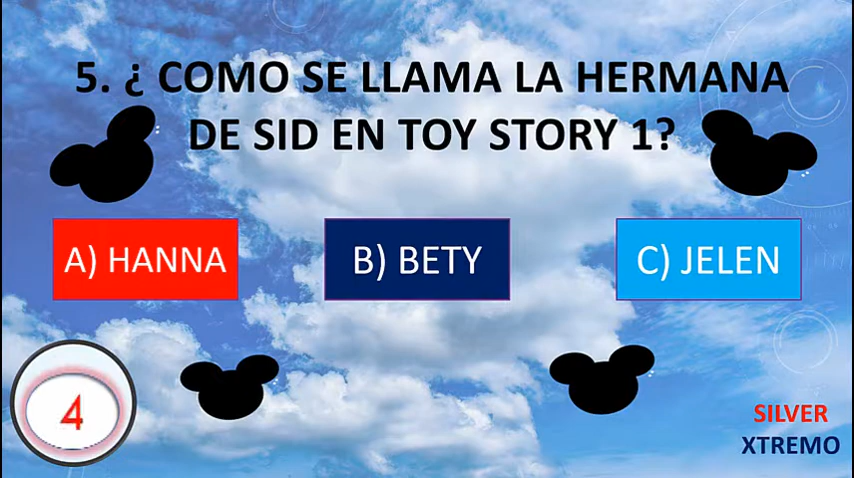 5. ¿ COMO SE LLAMA LA HERMANA
DE SID EN TOY STORY 1?
A) HANNA
B) BETY
C) JELEN
4
SILVER
XTREMO